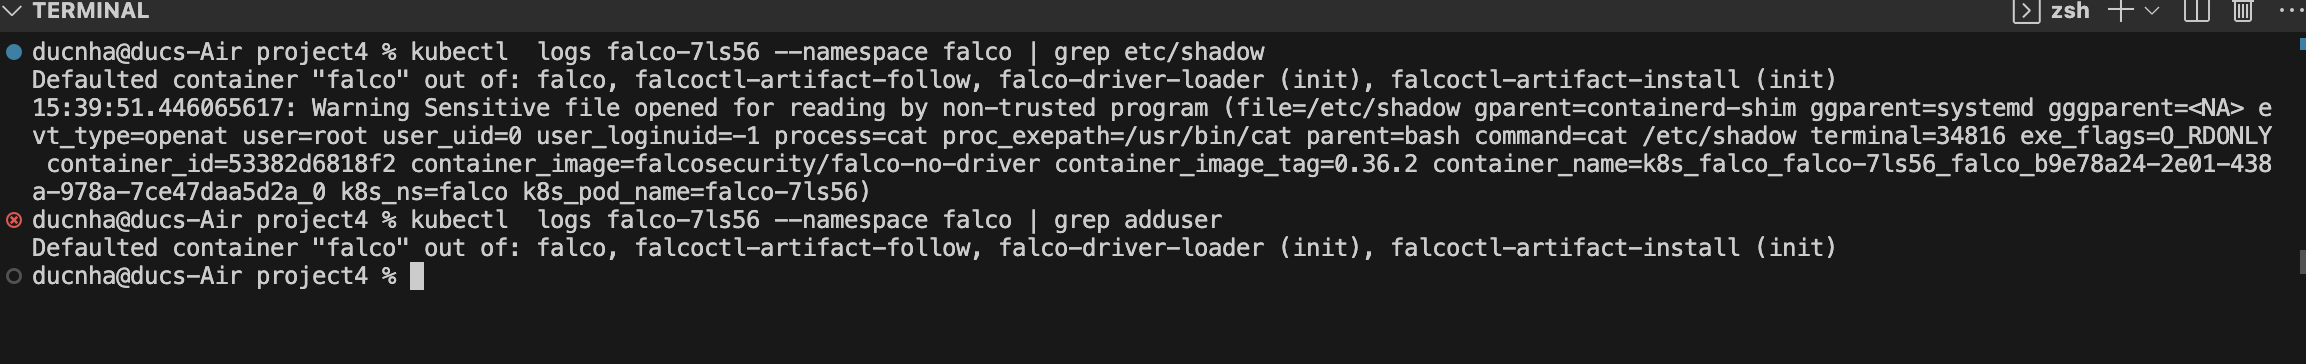 TERMINAL
zsh
ducnha@ducs-Air project4 % kubectl  logs falco-7ls56 --namespace falco | grep etc/shadow
Defaulted container "falco" out of: falco, falcoctl-artifact-follow, falco-driver-loader (init), falcoctl-artifact-install (init)
15:39:51.446065617: Warning Sensitive file opened for reading by non-trusted program (file=/etc/shadow gparent=containerd-shim ggparent=systemd gggparent=<NA> e
vt_type=openat user=root user_uid=0 user_loginuid=-1 process=cat proc_exepath=/usr/bin/cat parent=bash command=cat /etc/shadow terminal=34816 exe_flags=O_RDONLY
 container_id=53382d6818f2 container_image=falcosecurity/falco-no-driver container_image_tag=0.36.2 container_name=k8s_falco_falco-7ls56_falco_b9e78a24-2e01-438
a-978a-7ce47daa5d2a_0 k8s_ns=falco k8s_pod_name=falco-7ls56)
ducnha@ducs-Air project4 % kubectl  logs falco-7ls56 --namespace falco | grep adduser
Defaulted container "falco" out of: falco, falcoctl-artifact-follow, falco-driver-loader (init), falcoctl-artifact-install (init)
ducnha@ducs-Air project4 %